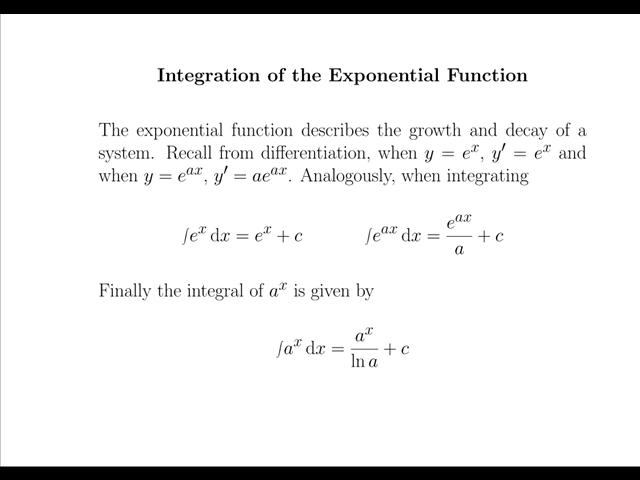 Integration of the Exponential Function
The exponential function describes the growth and decay of a
system. Recall from differentiation, when y = e^x, y′ = e^x and
when y = e^{ax}, y′ = ae^{ax}. Analogously, when integrating
∫e^x dx = e^x + c ∫e^{ax} dx = \frac{e^{ax}}{a} + c
Finally the integral of a^x is given by
∫a^x dx = \frac{a^x}{\ln a} + c